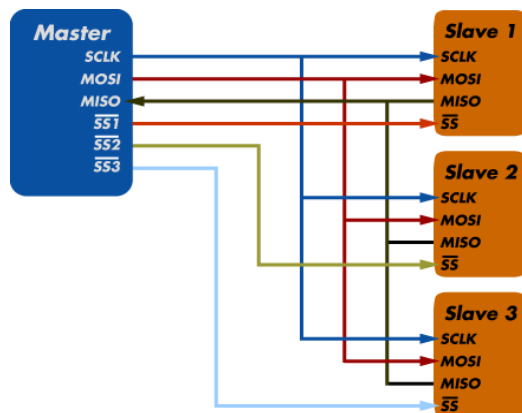 Master
SCLK
MOSI
MISO
SS1
SS2
SS3
Slave 1
SCLK
MOSI
MISO
SS
Slave 2
SCLK
MOSI
MISO
SS
Slave 3
SCLK
MOSI
MISO
SS